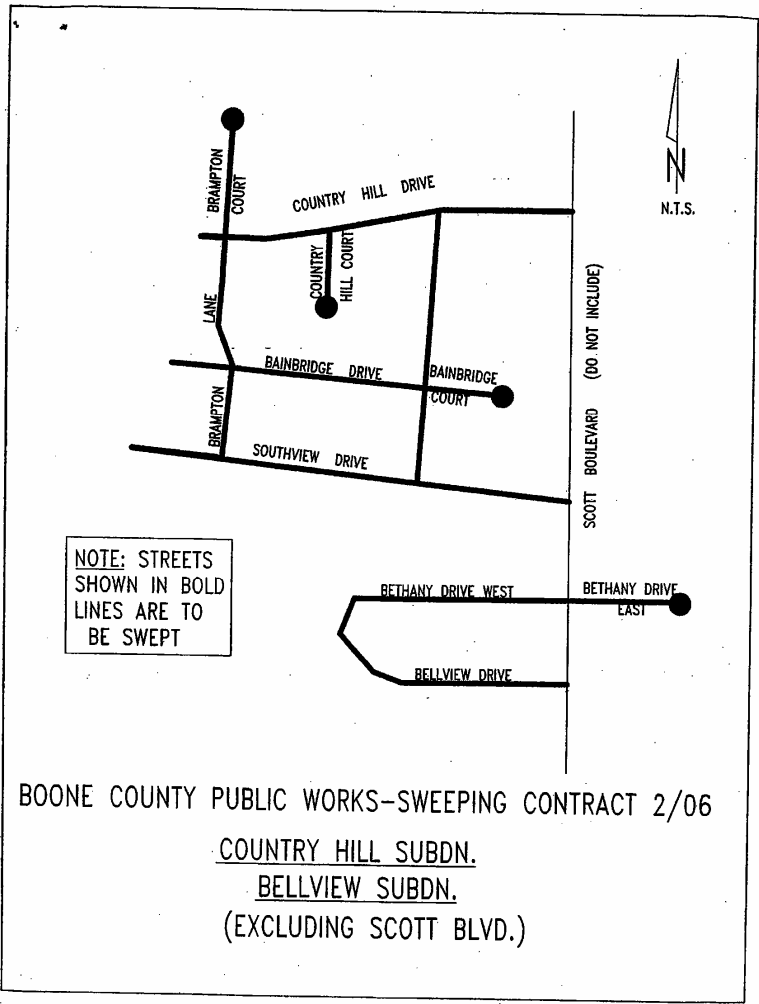 BRAMPTON
COURT
COUNTRY HILL DRIVE
N
N.T.S.
COUNTRY
HILL COURT
LANE
SCOTT BOULEVARD (DO NOT INCLUDE)
BAINBRIDGE DRIVE
BAINBRIDGE
COURT
BRAMPTON
SOUTHVIEW DRIVE
NOTE: STREETS
SHOWN IN BOLD
LINES ARE TO
BE SWEPT
BETHANY DRIVE WEST
BETHANY DRIVE
EAST
BELLVIEW DRIVE
BOONE COUNTY PUBLIC WORKS-SWEEPING CONTRACT 2/06
COUNTRY HILL SUBDN.
BELLVIEW SUBDN.
(EXCLUDING SCOTT BLVD.)